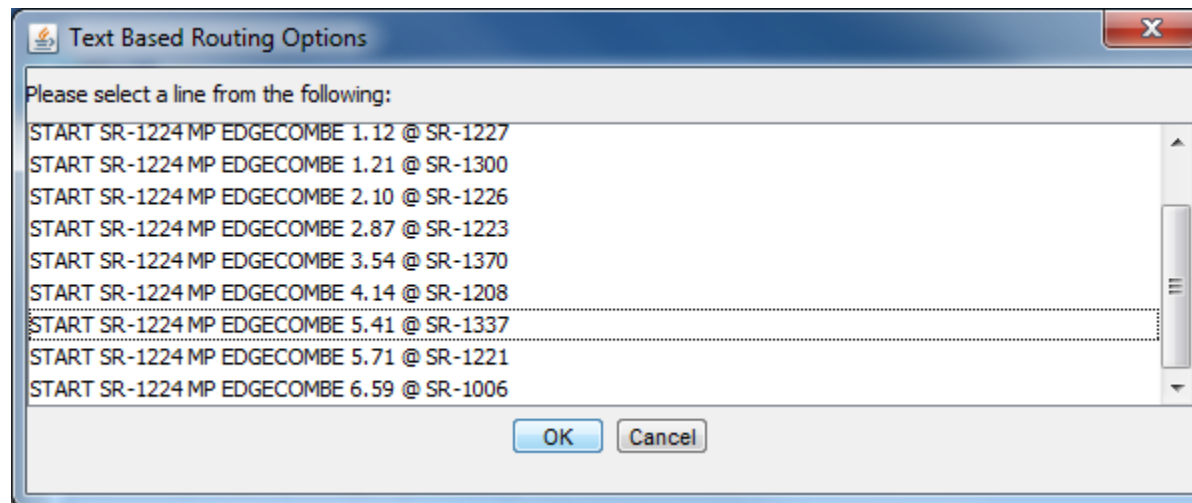 Text Based Routing Options
Please select a line from the following:
START SR-1224 MP EDGECOMBE 1.12 @ SR-1227
START SR-1224 MP EDGECOMBE 1.21 @ SR-1300
START SR-1224 MP EDGECOMBE 2.10 @ SR-1226
START SR-1224 MP EDGECOMBE 2.87 @ SR-1223
START SR-1224 MP EDGECOMBE 3.54 @ SR-1370
START SR-1224 MP EDGECOMBE 4.14 @ SR-1208
START SR-1224 MP EDGECOMBE 5.41 @ SR-1337
START SR-1224 MP EDGECOMBE 5.71 @ SR-1221
START SR-1224 MP EDGECOMBE 6.59 @ SR-1006
OK Cancel